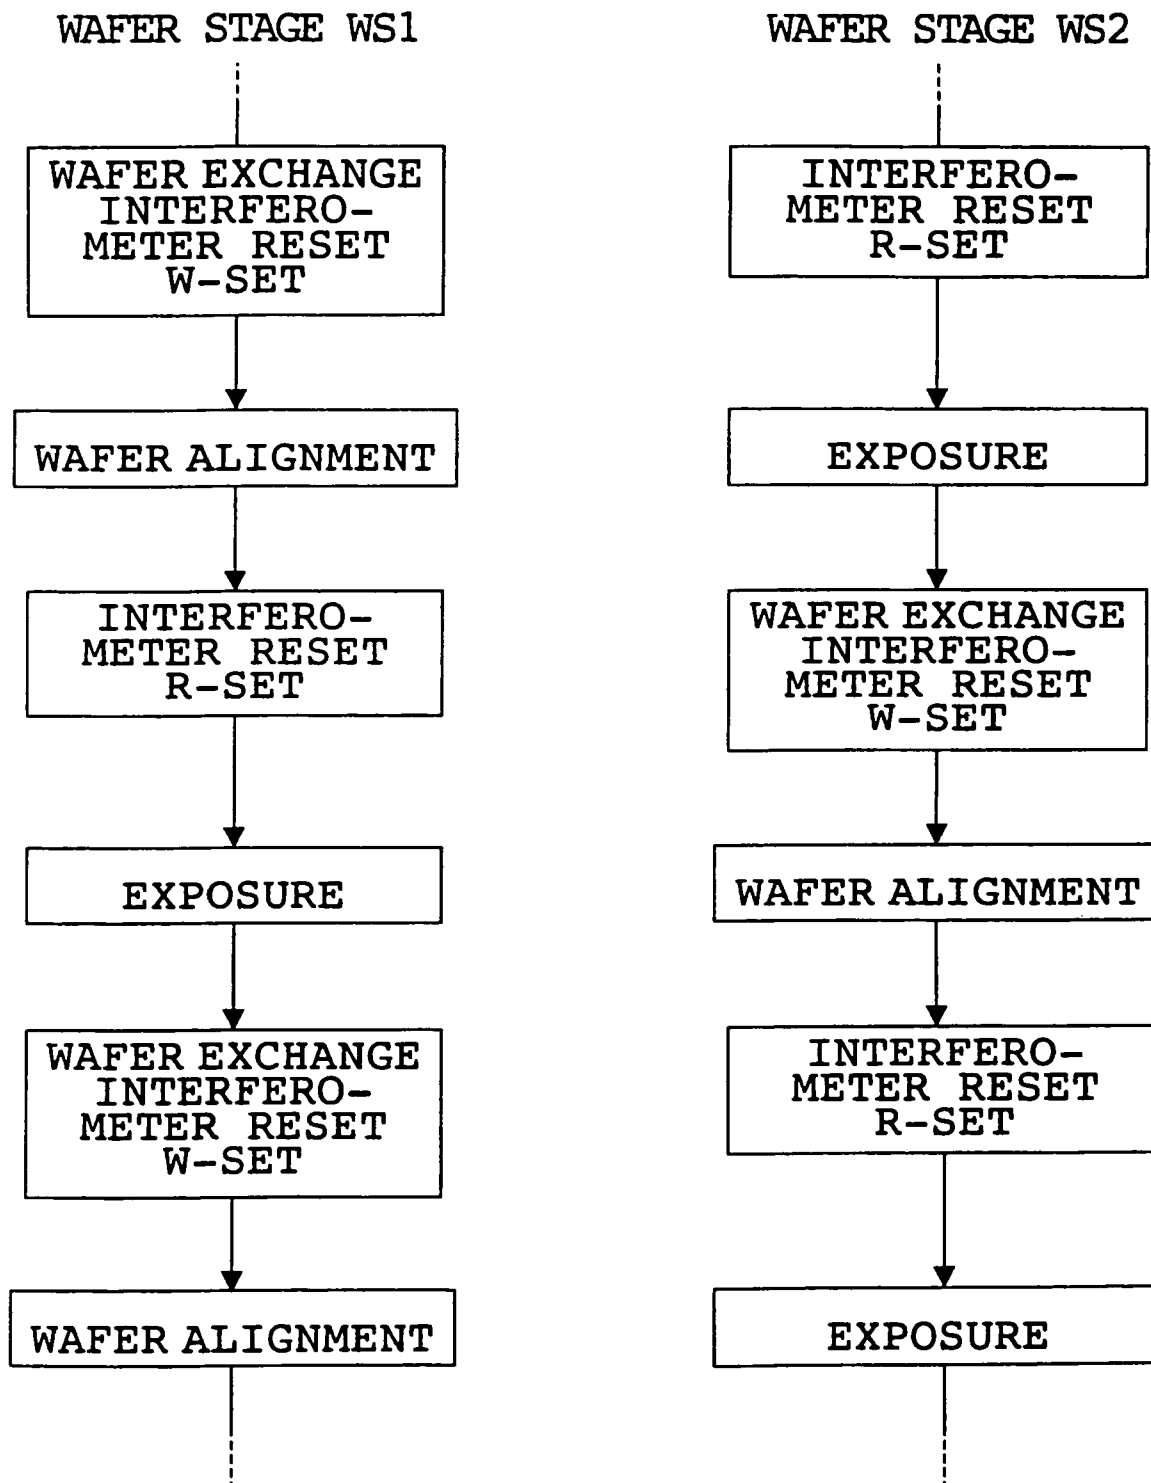 WAFER STAGE WS1
WAFER EXCHANGE
INTERFERO-
METER RESET
W-SET
WAFER ALIGNMENT
INTERFERO-
METER RESET
R-SET
EXPOSURE
WAFER EXCHANGE
INTERFERO-
METER RESET
W-SET
WAFER ALIGNMENT
WAFER STAGE WS2
INTERFERO-
METER RESET
R-SET
EXPOSURE
WAFER EXCHANGE
INTERFERO-
METER RESET
W-SET
WAFER ALIGNMENT
INTERFERO-
METER RESET
R-SET
EXPOSURE